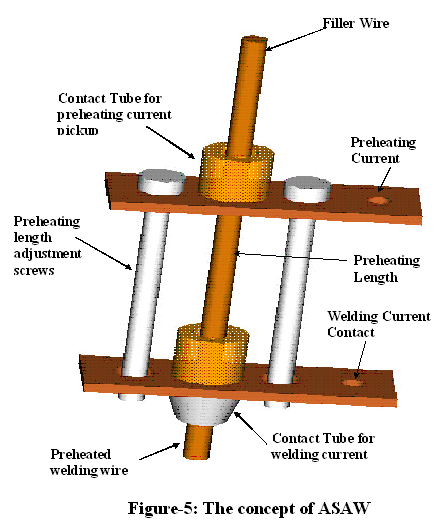 Filler Wire
Contact Tube for
preheating current
pickup
Preheating
Current
Preheating
length
adjustment
screws
Preheating
Length
Welding Current
Contact
Contact Tube for
welding current
Preheated
welding wire
Figure-5: The concept of ASAW